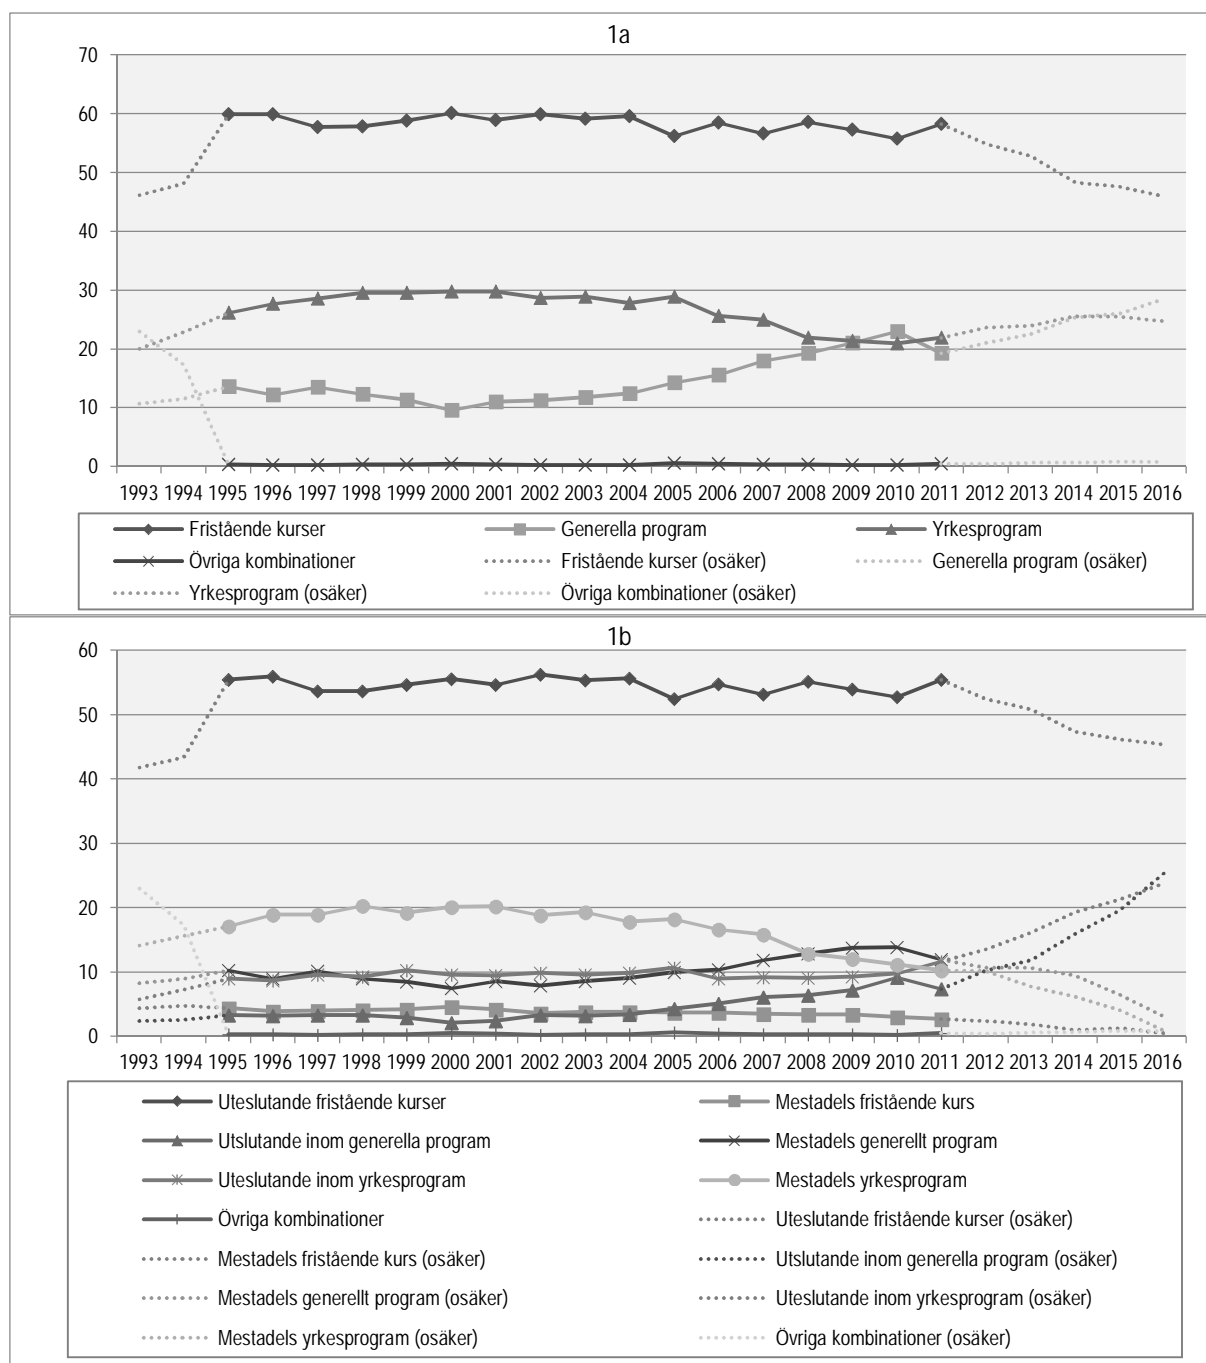 1a
70
60
50
40
30
20
10
0
1993 1994 1995 1996 1997 1998 1999 2000 2001 2002 2003 2004 2005 2006 2007 2008 2009 2010 2011 2012 2013 2014 2015 2016
Fristående kurser Generella program Yrkesprogram
Övriga kombinationer Fristående kurser (osäker) Generella program (osäker)
Yrkesprogram (osäker) Övriga kombinationer (osäker)
1b
60
50
40
30
20
10
0
1993 1994 1995 1996 1997 1998 1999 2000 2001 2002 2003 2004 2005 2006 2007 2008 2009 2010 2011 2012 2013 2014 2015 2016
Uteslutande fristående kurser Mestadels fristående kurs
Utslutande inom generella program Mestadels generellt program
Uteslutande inom yrkesprogram Mestadels yrkesprogram
Övriga kombinationer Uteslutande fristående kurser (osäker)
Mestadels fristående kurs (osäker) Utslutande inom generella program (osäker)
Mestadels generellt program (osäker) Uteslutande inom yrkesprogram (osäker)
Mestadels yrkesprogram (osäker) Övriga kombinationer (osäker)